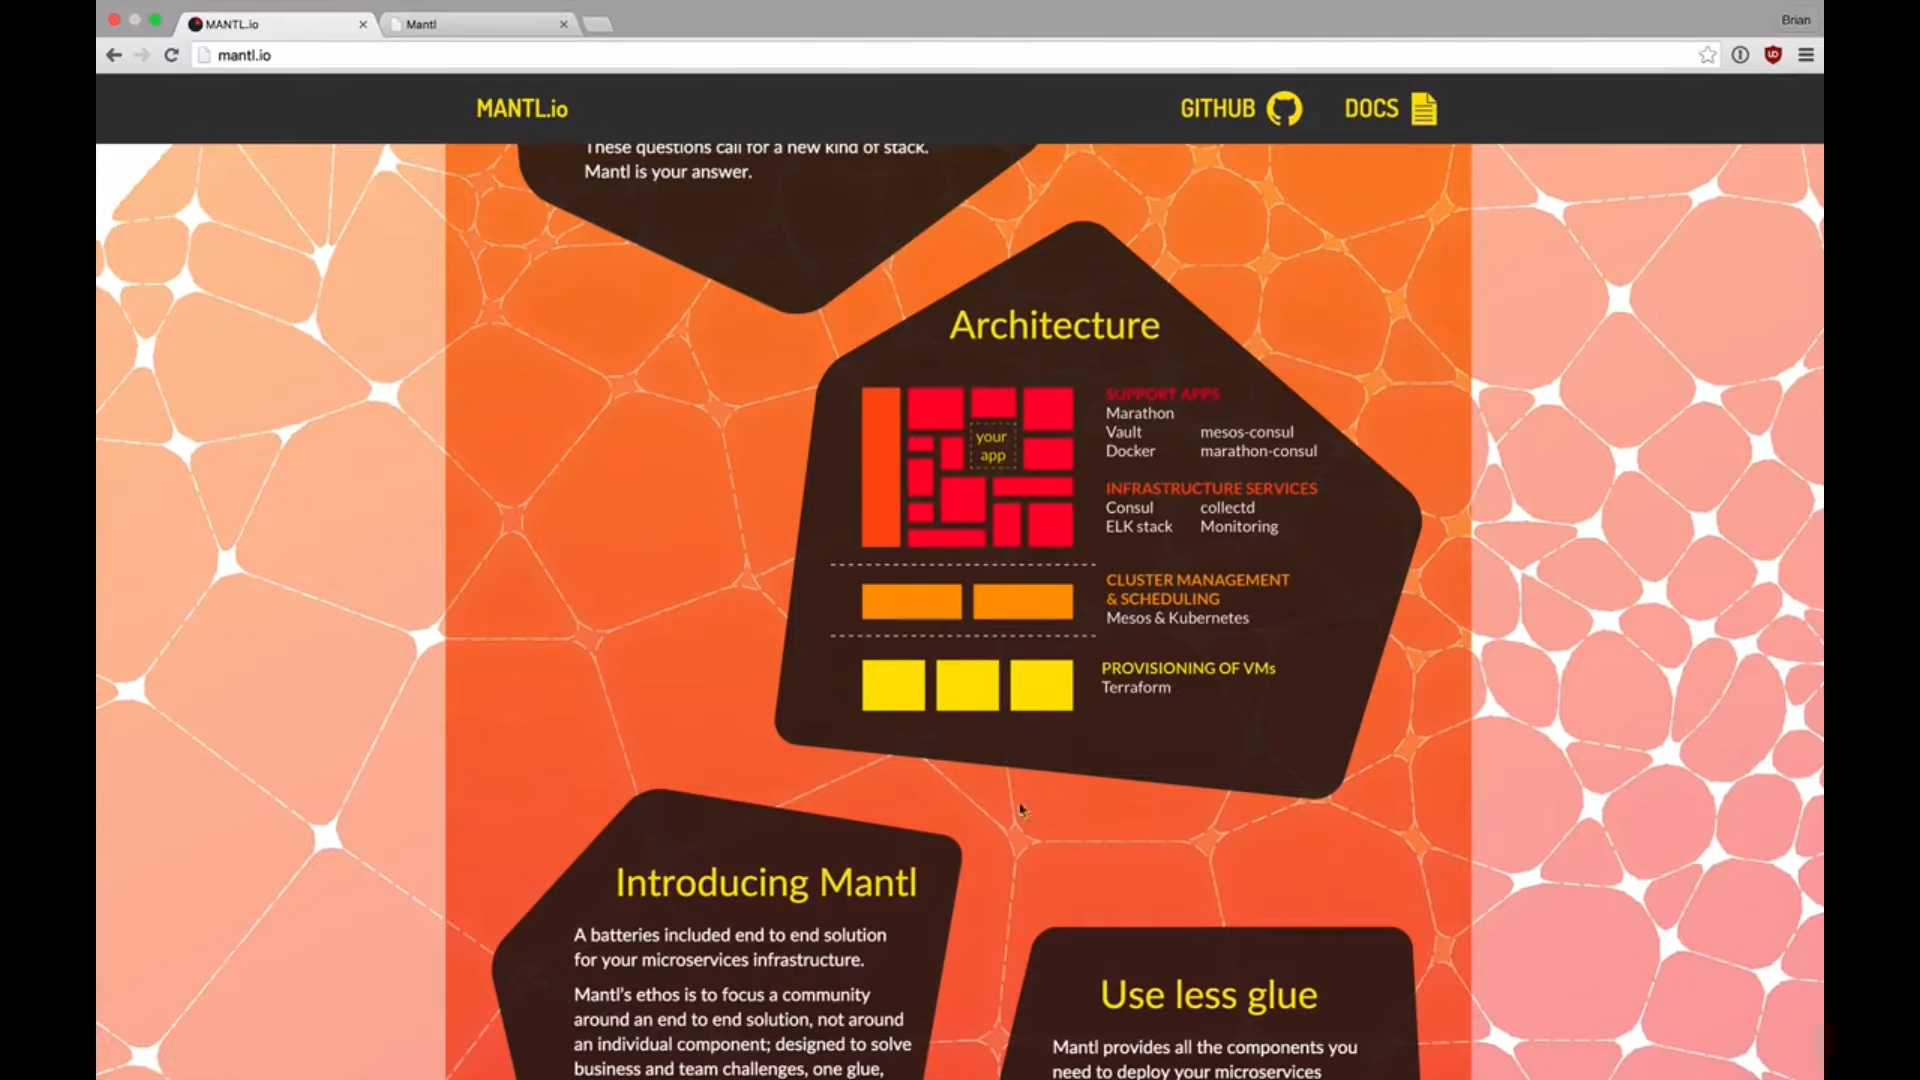 MANTL.io
Mantl
Brian
mantl.io
MANTL.io
GITHUB
DOCS
These questions call for a new kind of stack.
Mantl is your answer.
Architecture
your
app
SUPPORT APPS
Marathon
Vault mesos-consul
Docker marathon-consul
INFRASTRUCTURE SERVICES
Consul collectd
ELK stack Monitoring
CLUSTER MANAGEMENT
& SCHEDULING
Mesos & Kubernetes
PROVISIONING OF VMs
Terraform
Introducing Mantl
A batteries included end to end solution
for your microservices infrastructure.
Mantl's ethos is to focus a community
around an end to end solution, not around
an individual component; designed to solve
business and team challenges, one glue,
Use less glue
Mantl provides all the components you
need to deploy your microservices